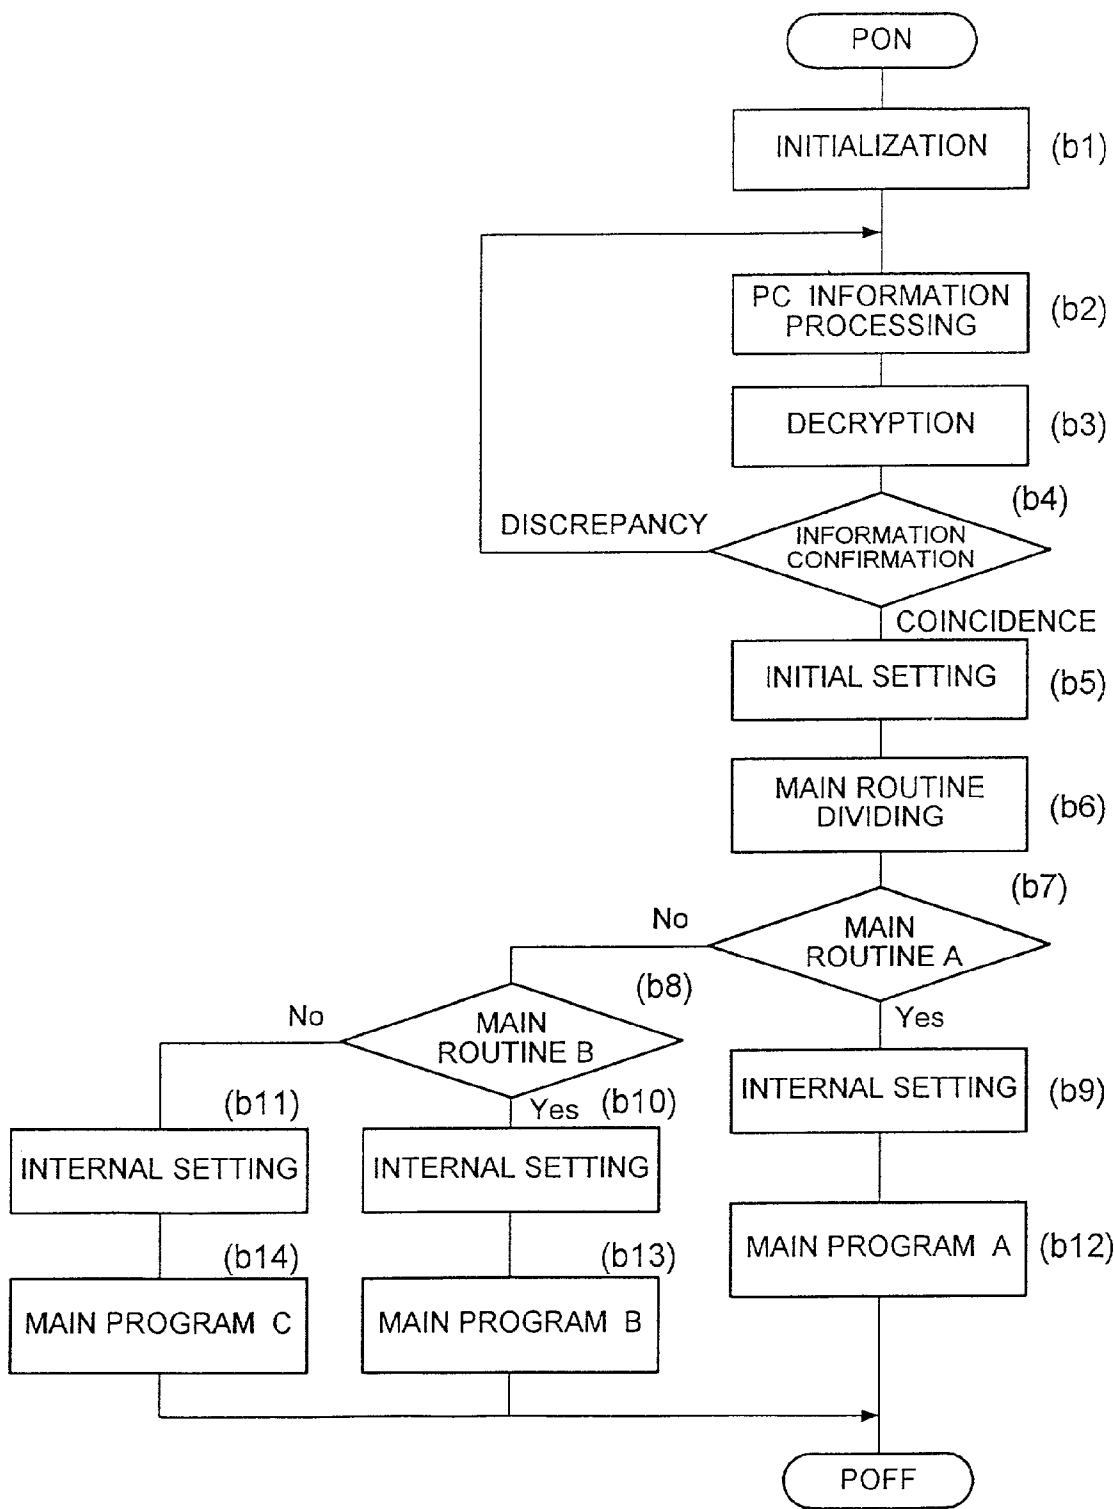 PON
INITIALIZATION
(b1)
PC INFORMATION
PROCESSING
(b2)
DECRYPTION
(b3)
(b4)
DISCREPANCY
INFORMATION
CONFIRMATION
COINCIDENCE
INITIAL SETTING
(b5)
MAIN ROUTINE
DIVIDING
(b6)
(b7)
No
MAIN
ROUTINE A
(b8)
Yes
No
MAIN
ROUTINE B
INTERNAL SETTING
(b9)
(b11)
Yes
(b10)
INTERNAL SETTING
INTERNAL SETTING
MAIN PROGRAM A
(b12)
(b14)
(b13)
MAIN PROGRAM C
MAIN PROGRAM B
POFF